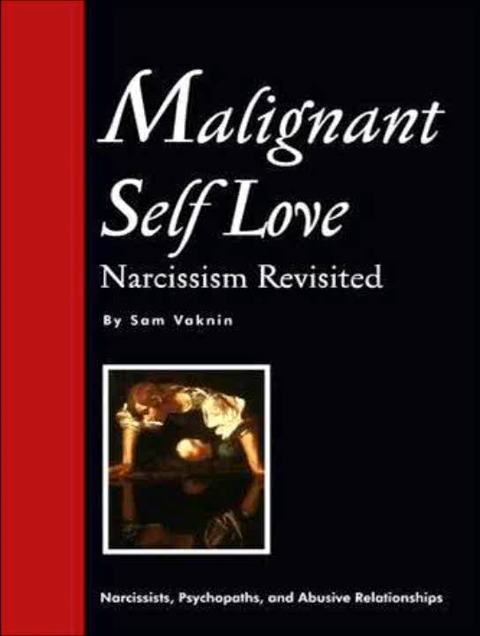 Malignant
Self Love
Narcissism Revisited
By Sam Vaknin
Narcissists, Psychopaths, and Abusive Relationships